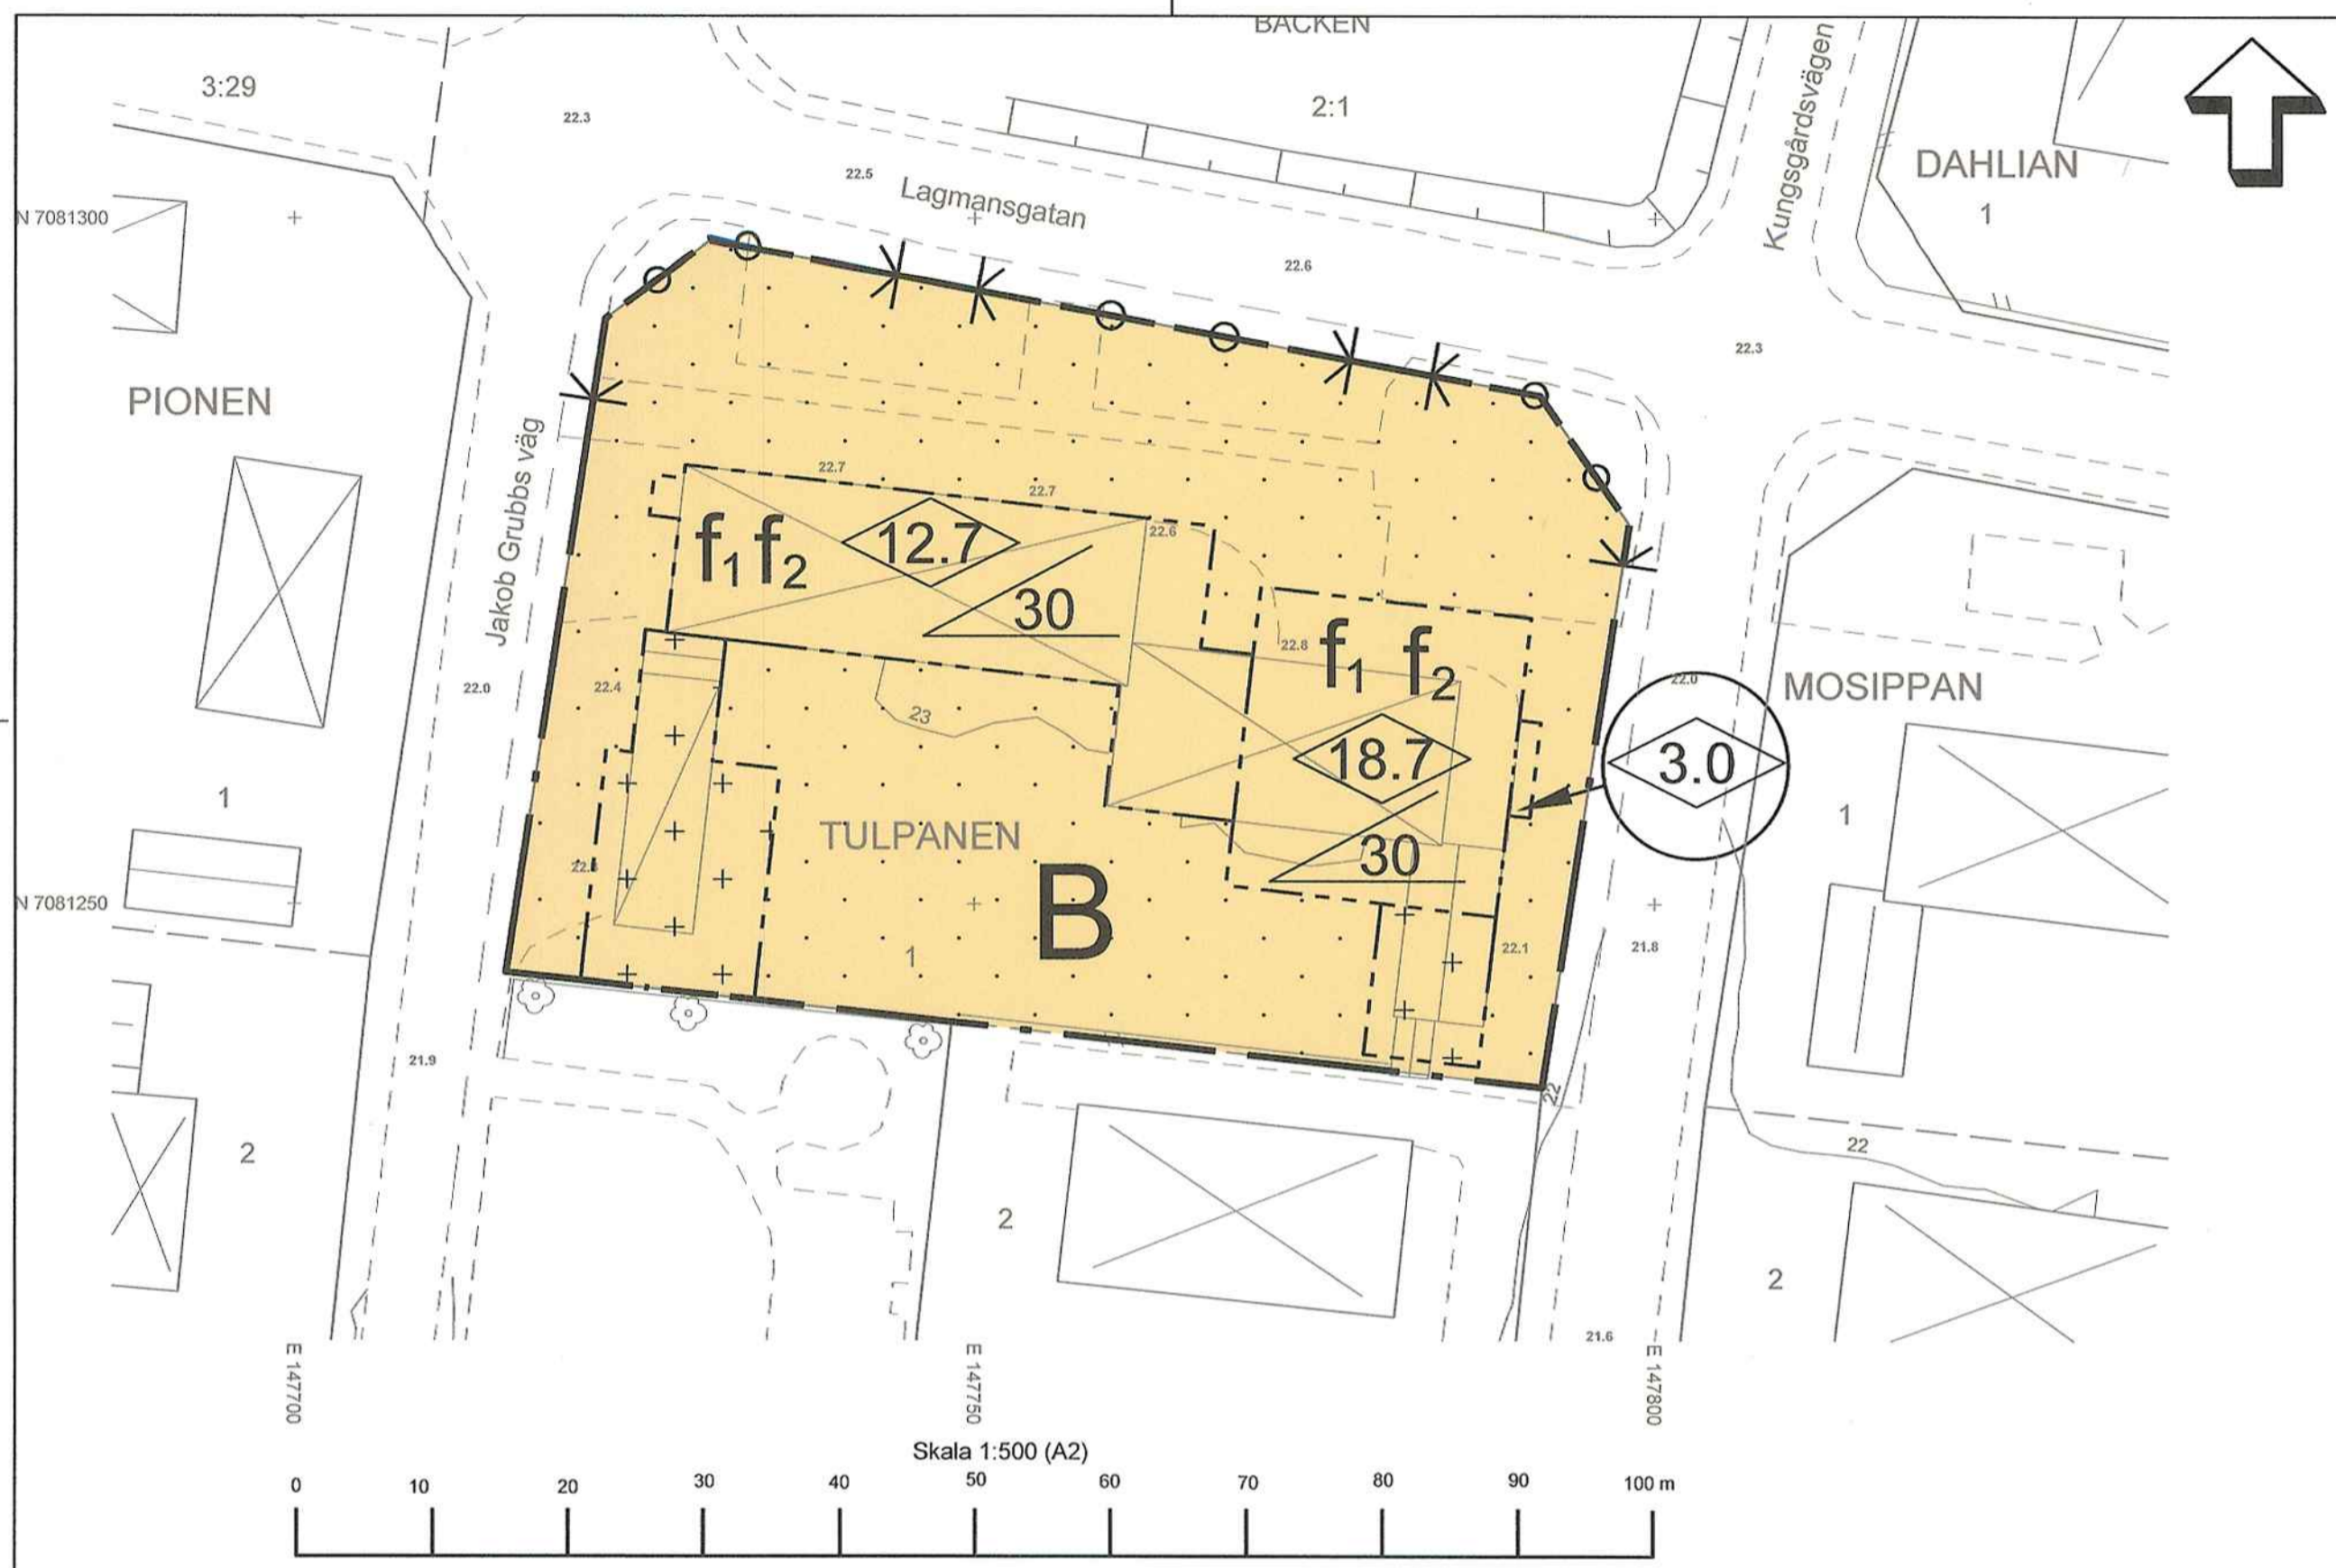 BACKEN
3:29
2:1
22.3
Kungsgårdsvägen
DAHLIAN
1
22.5
Lagmansgatan
N 7081300
22.6
22.3
PIONEN
Jakob Grubbs väg
22.7
22.7
f1 f2
12.7
22.6
30
22.8
f1 f2
22.0
22.4
23
22.0
MOSIPPAN
18.7
3.0
1
TULPANEN
1
30
N 7081250
B
1
22.1
21.8
21.9
22
2
22
2
2
21.6
E 147700
E 147750
E 147800
Skala 1:500 (A2)
0 10 20 30 40 50 60 70 80 90 100 m